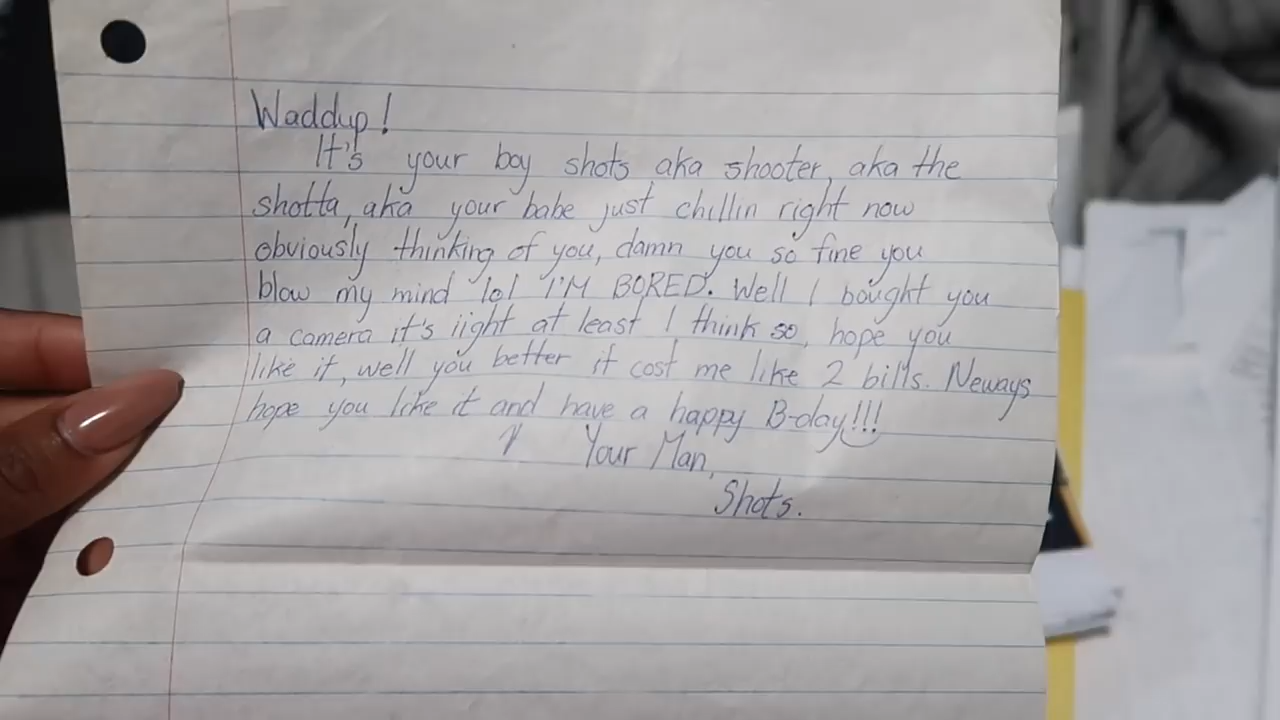 Waddup!
It's your boy shots aka shooter, aka the
shotta, aka your babe just chillin right now
obviously thinking of you, damn you so fine you
blow my mind lol I'M BORED. Well I bought you
a camera it's iight at least I think so, hope you
like it, well you better it cost me like 2 bills. Neways
hope you like it and have a happy B-day!!!
Your Man,
Shots.